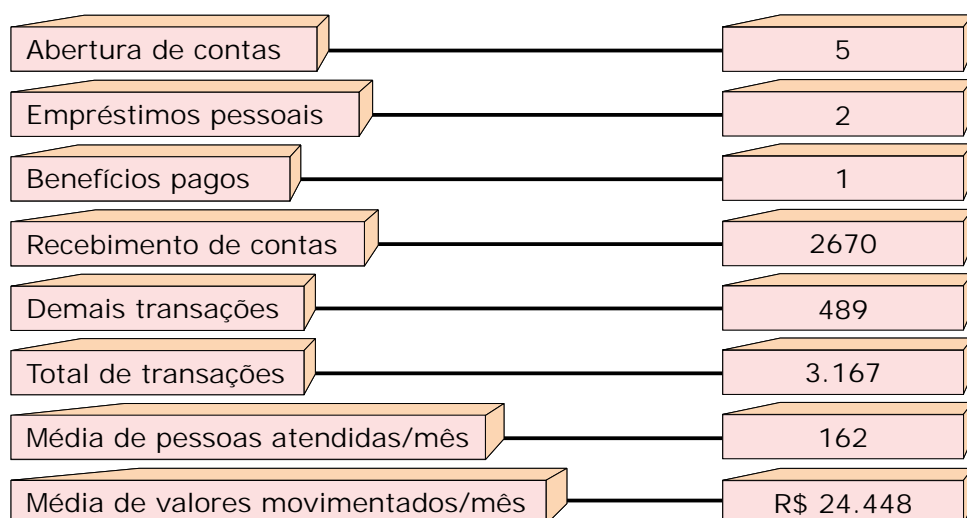 Abertura de contas 5
Empréstimos pessoais 2
Benefícios pagos 1
Recebimento de contas 2670
Demais transações 489
Total de transações 3.167
Média de pessoas atendidas/mês 162
Média de valores movimentados/mês R$ 24.448